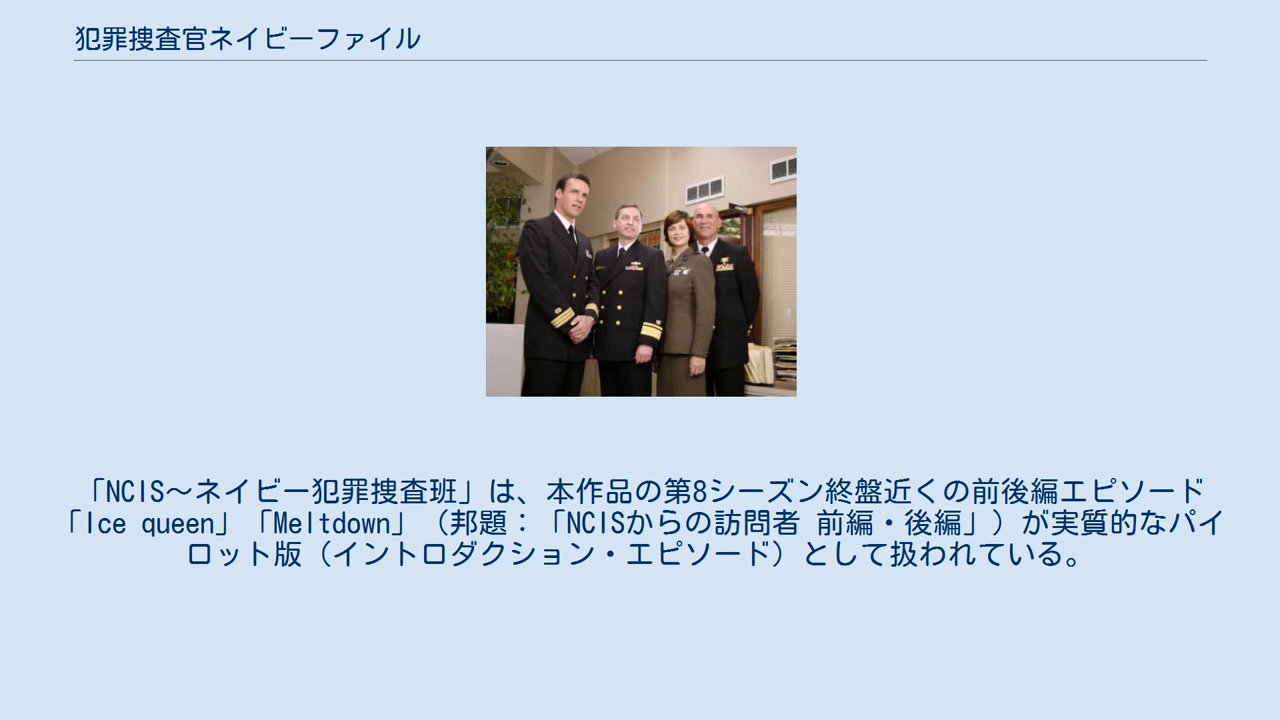 犯罪捜査官ネイビーファイル
「NCIS～ネイビー犯罪捜査班」は、本作品の第8シーズン終盤近くの前後編エピソード
「Ice queen」「Meltdown」（邦題：「NCISからの訪問者 前編・後編」）が実質的なパイ
ロット版（イントロダクション・エピソード）として扱われている。